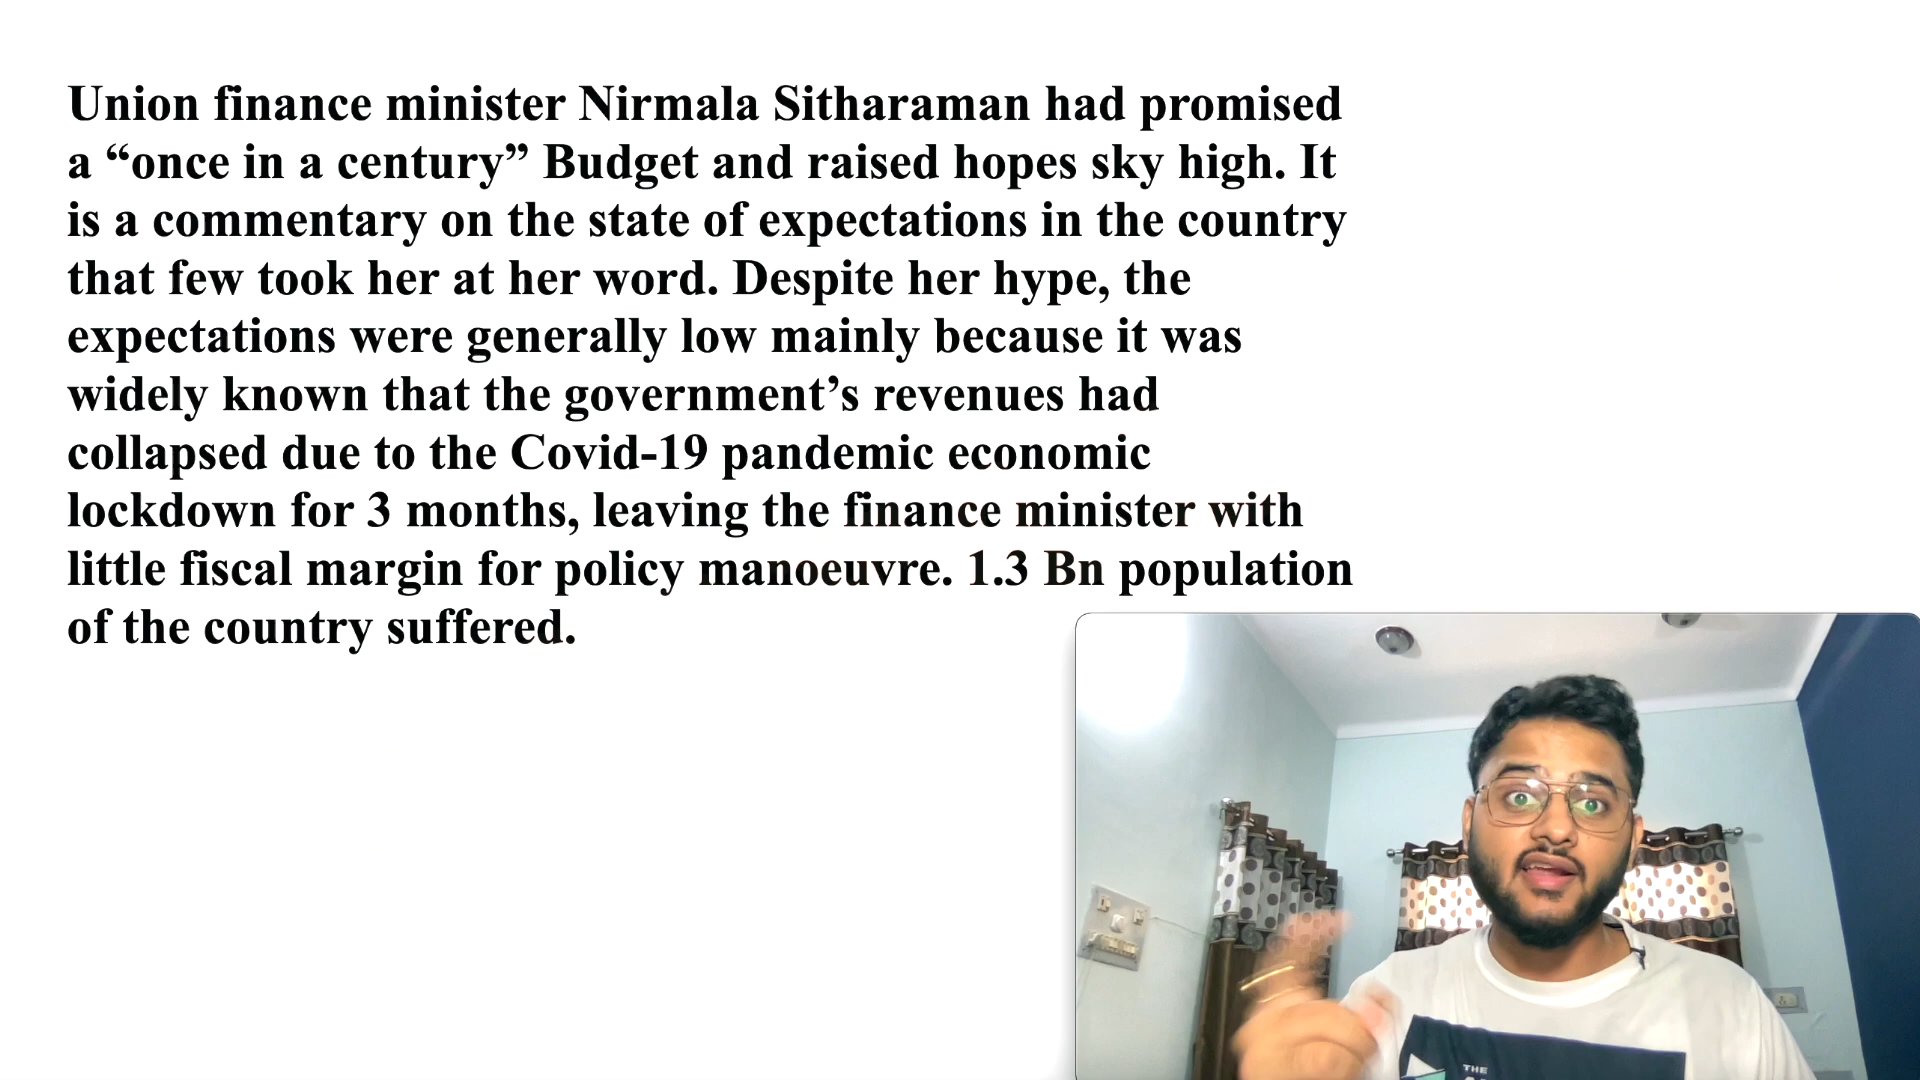 Union finance minister Nirmala Sitharaman had promised
a “once in a century” Budget and raised hopes sky high. It
is a commentary on the state of expectations in the country
that few took her at her word. Despite her hype, the
expectations were generally low mainly because it was
widely known that the government’s revenues had
collapsed due to the Covid-19 pandemic economic
lockdown for 3 months, leaving the finance minister with
little fiscal margin for policy manoeuvre. 1.3 Bn population
of the country suffered.
THE